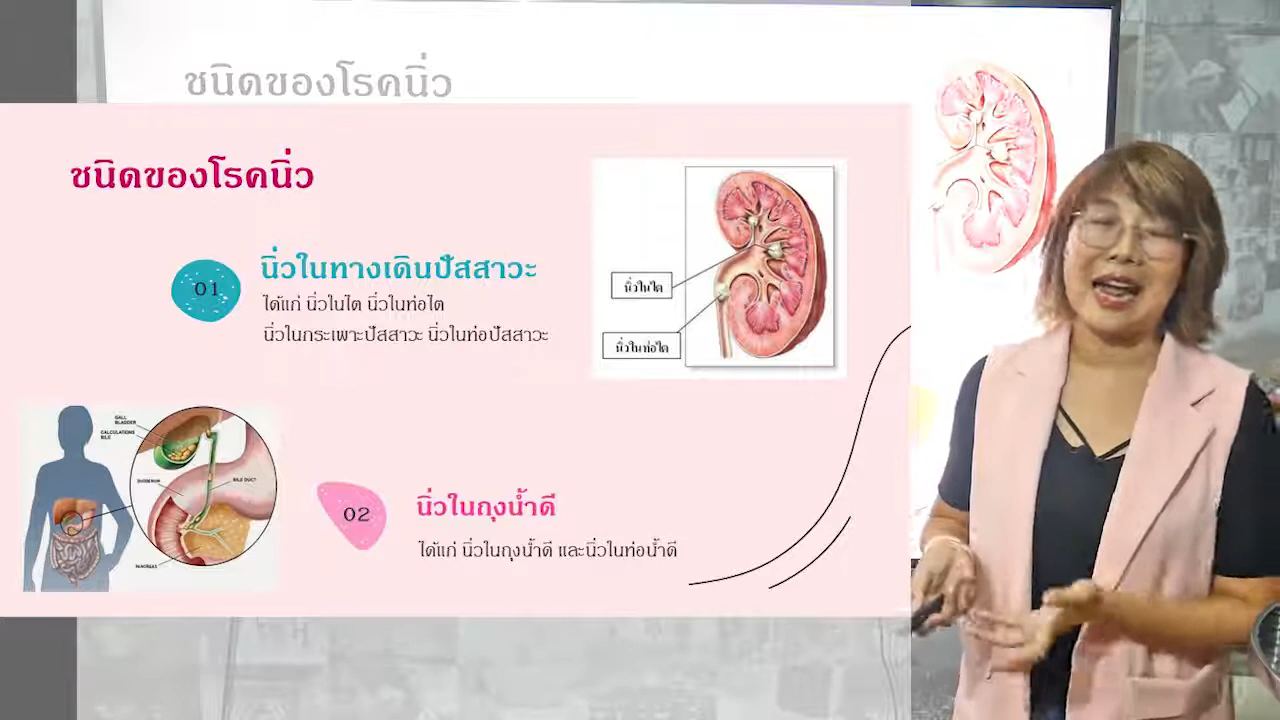 ชนิดของโรคนิ่ว
ชนิดของโรคนิ่ว
01
นิ่วในทางเดินปัสสาวะ
ได้แก่ นิ่วในไต นิ่วในท่อไต
นิ่วในกระเพาะปัสสาวะ นิ่วในท่อปัสสาวะ
นิ่วในไต
นิ่วในท่อไต
GALL
BLADDER
CALCULATIONS
BILE
DUODENUM
BILE DUCT
PANCREAS
02
นิ่วในถุงน้ำดี
ได้แก่ นิ่วในถุงน้ำดี และนิ่วในท่อน้ำดี